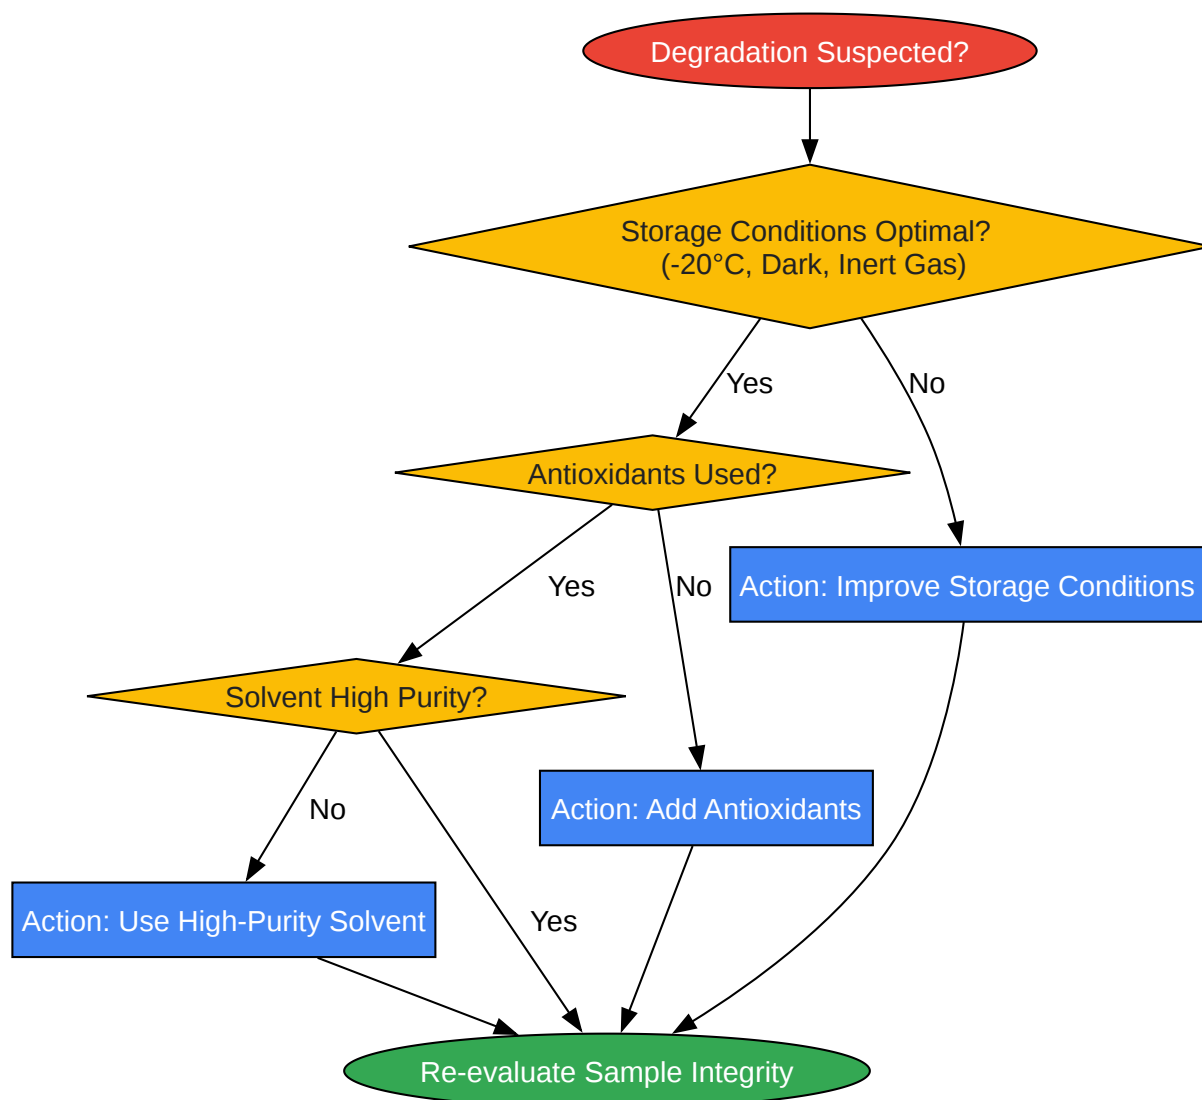 Degradation Suspected?
Storage Conditions Optimal?
(-20°C, Dark, Inert Gas)
Yes
No
Antioxidants Used?
Yes
No
Action: Improve Storage Conditions
Solvent High Purity?
No
Action: Add Antioxidants
Action: Use High-Purity Solvent
Yes
Re-evaluate Sample Integrity